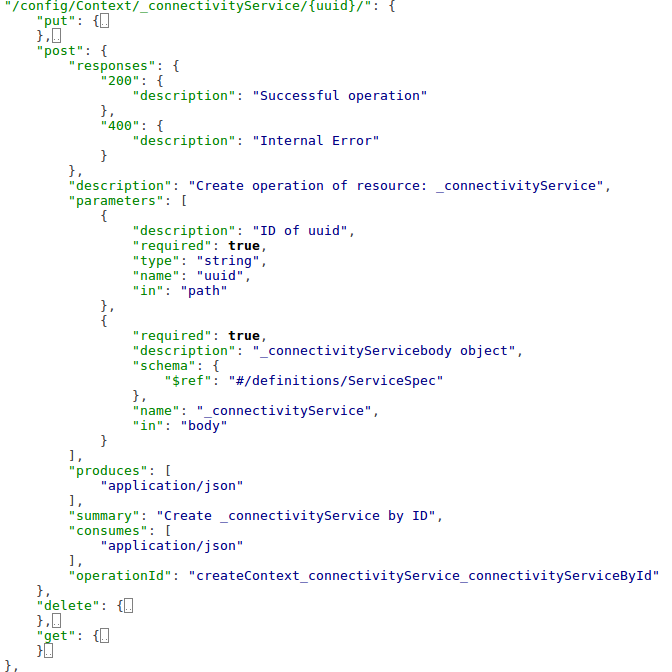 "/config/Context/_connectivityService/{uuid}/": {
    "put": {..
    },..
    "post": {
        "responses": {
            "200": {
                "description": "Successful operation"
            },
            "400": {
                "description": "Internal Error"
            }
        },
        "description": "Create operation of resource: _connectivityService",
        "parameters": [
            {
                "description": "ID of uuid",
                "required": true,
                "type": "string",
                "name": "uuid",
                "in": "path"
            },
            {
                "required": true,
                "description": "_connectivityServicebody object",
                "schema": {
                    "$ref": "#/definitions/ServiceSpec"
                },
                "name": "_connectivityService",
                "in": "body"
            }
        ],
        "produces": [
            "application/json"
        ],
        "summary": "Create _connectivityService by ID",
        "consumes": [
            "application/json"
        ],
        "operationId": "createContext_connectivityService_connectivityServiceById"
    },
    "delete": {..
    },..
    "get": {..
    }..
},